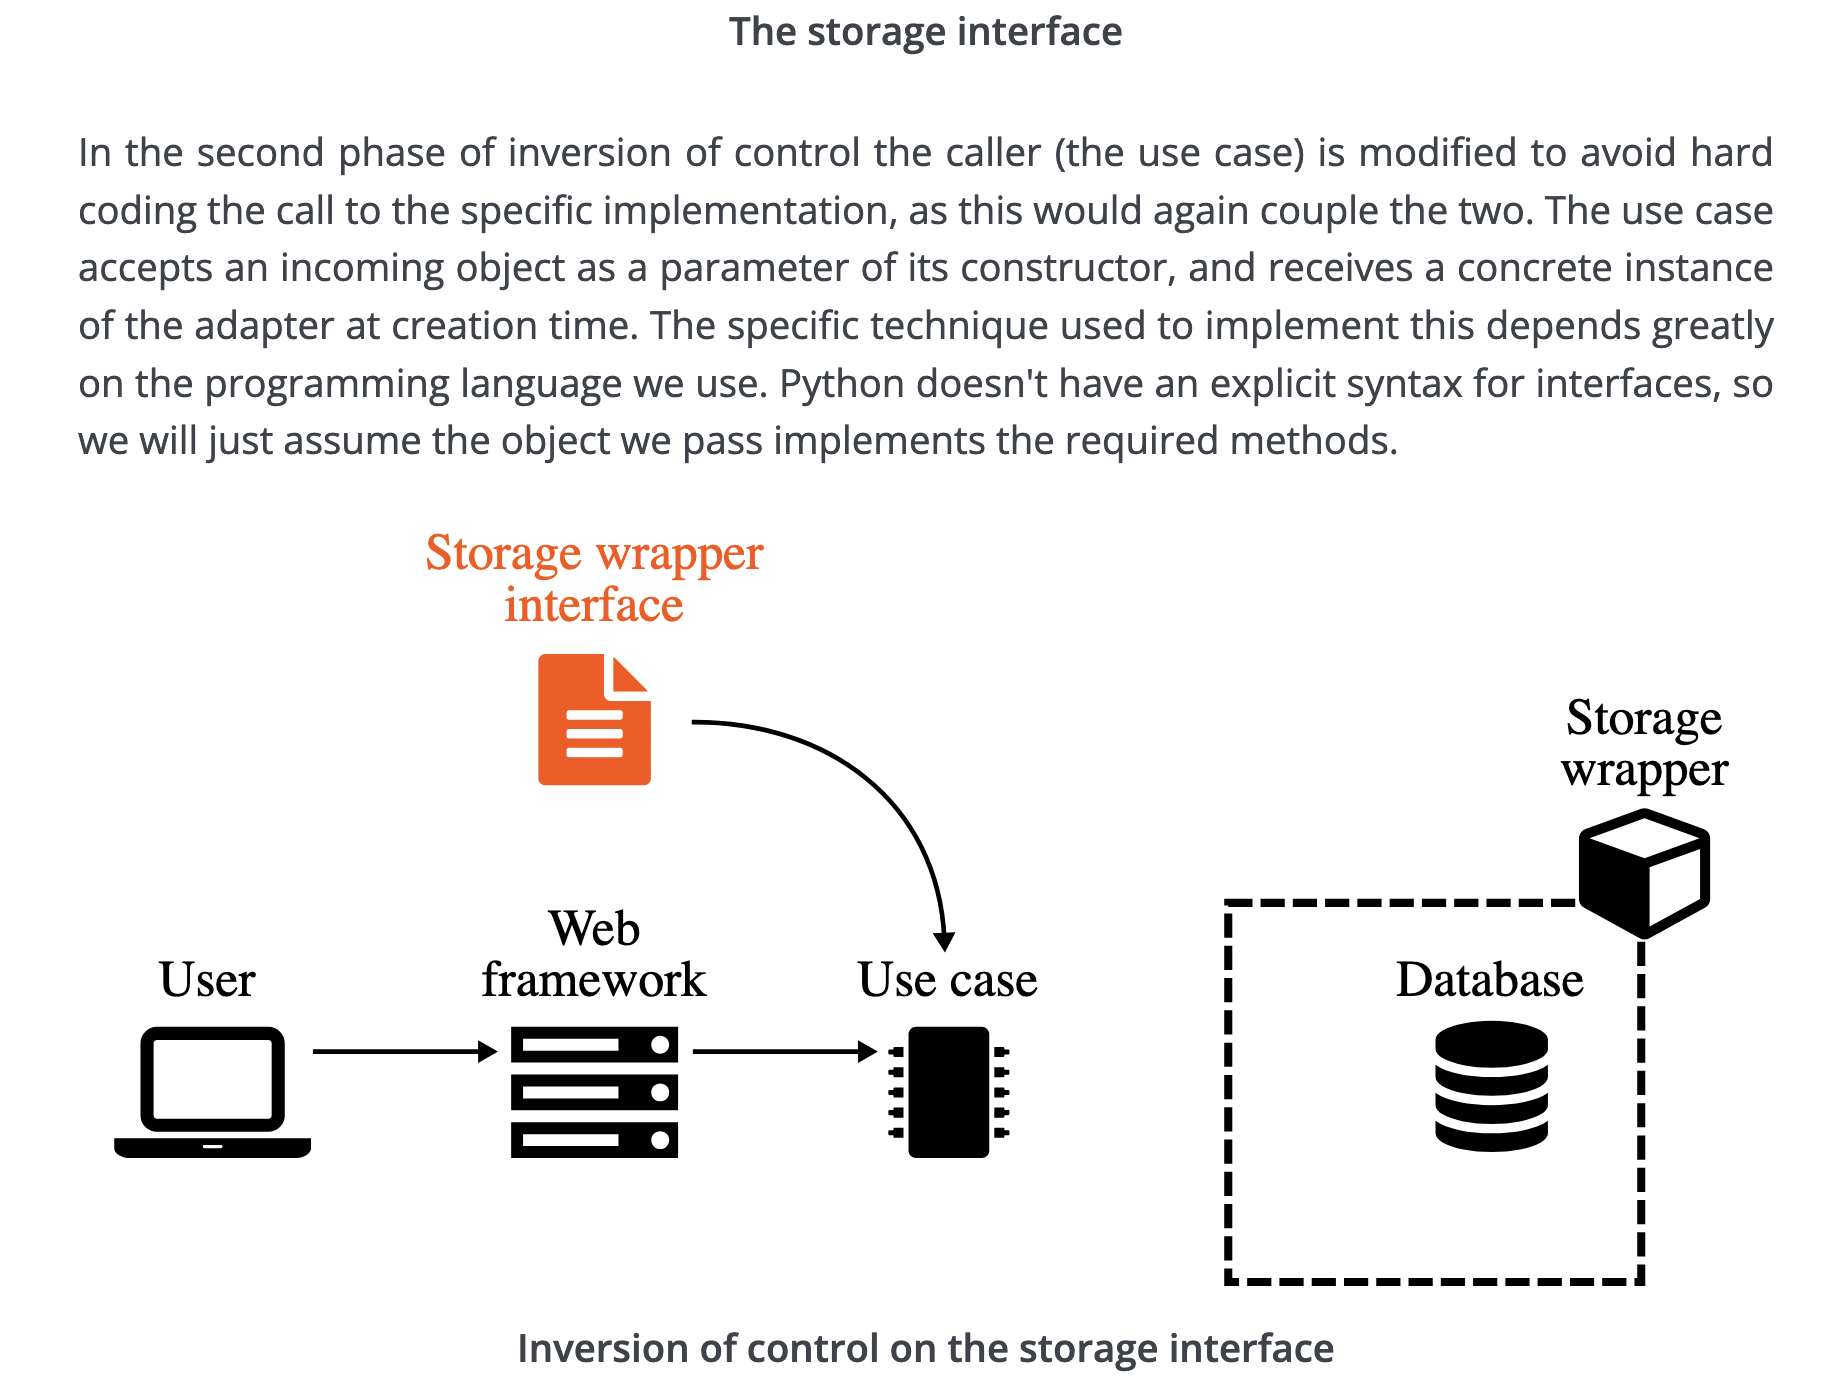 The storage interface
In the second phase of inversion of control the caller (the use case) is modified to avoid hard
coding the call to the specific implementation, as this would again couple the two. The use case
accepts an incoming object as a parameter of its constructor, and receives a concrete instance
of the adapter at creation time. The specific technique used to implement this depends greatly
on the programming language we use. Python doesn't have an explicit syntax for interfaces, so
we will just assume the object we pass implements the required methods.
Storage wrapper
interface
Storage
wrapper
User
Web
framework
Use case
Database
Inversion of control on the storage interface